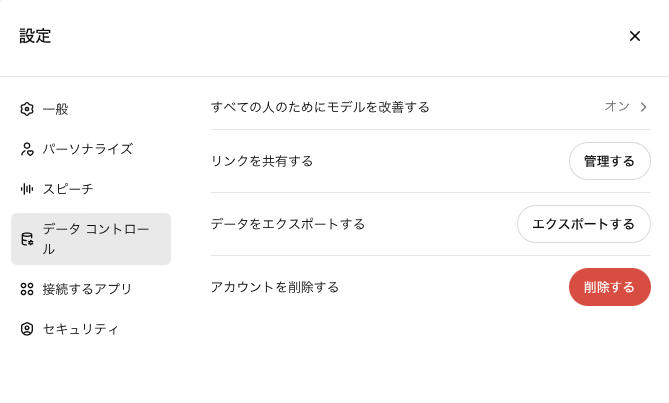 設定
一般
パーソナライズ
スピーチ
データ コントロー
ル
接続するアプリ
セキュリティ
すべての人のためにモデルを改善する
オン
リンクを共有する
管理する
データをエクスポートする
エクスポートする
アカウントを削除する
削除する